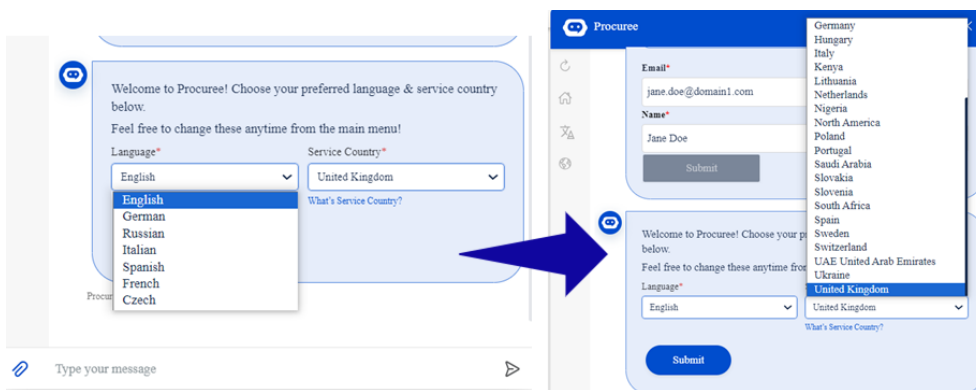 Welcome to Procuree! Choose your preferred language & service country
below.
Feel free to change these anytime from the main menu!
Language*
Service Country*
English
United Kingdom
English
German
Russian
Italian
Spanish
French
Czech
What's Service Country?
Procur
Type your message
Procuree
Email*
jane.doe@domain1.com
Name*
Jane Doe
Submit
Welcome to Procuree! Choose your p
below.
Feel free to change these anytime fro
Language*
English
United Kingdom
Germany
Hungary
Italy
Kenya
Lithuania
Netherlands
Nigeria
North America
Poland
Portugal
Saudi Arabia
Slovakia
Slovenia
South Africa
Spain
Sweden
Switzerland
UAE United Arab Emirates
Ukraine
United Kingdom
What's Service Country?
Submit